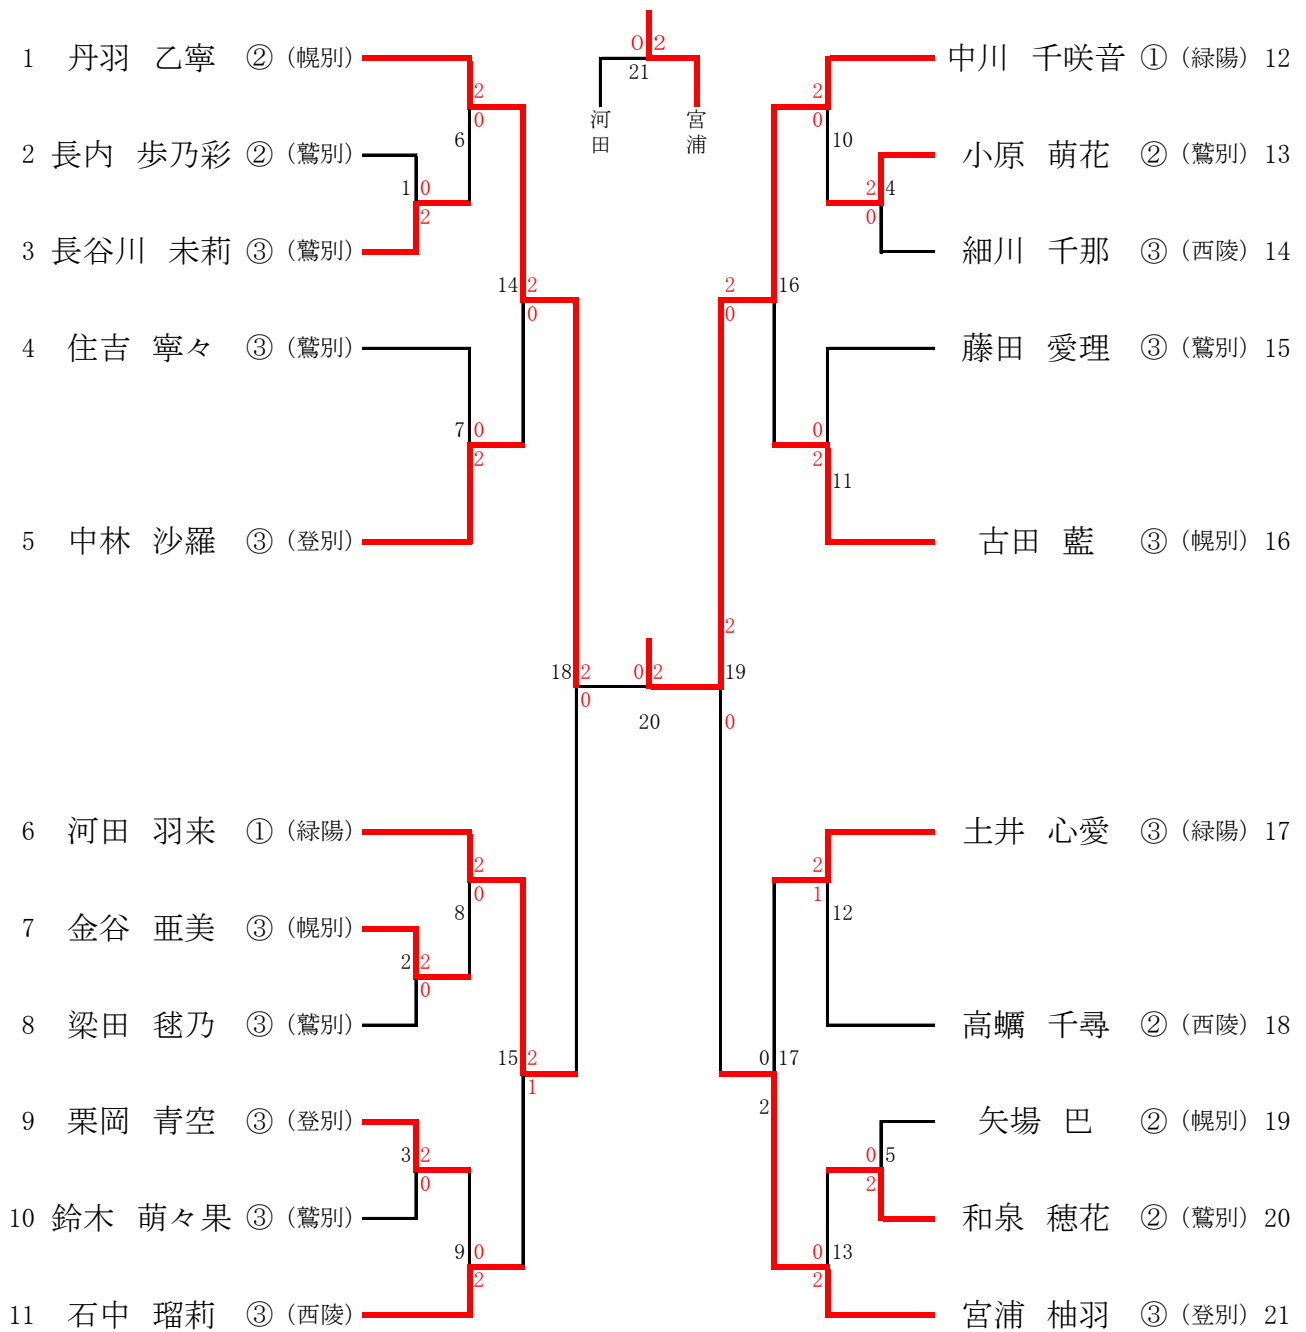 0 2
21
河田
宮浦
1 丹羽 乙寧 ② (幌別)
2 長内 歩乃彩 ② (鷲別)
3 長谷川 未莉 ③ (鷲別)
4 住吉 寧々 ③ (鷲別)
5 中林 沙羅 ③ (登別)
6 河田 羽来 ① (緑陽)
7 金谷 亜美 ③ (幌別)
8 梁田 毬乃 ③ (鷲別)
9 栗岡 青空 ③ (登別)
10 鈴木 萌々果 ③ (鷲別)
11 石中 瑠莉 ③ (西陵)
2
0
6
1 0
2
14 2
0
7 0
2
18 2
0
2
0
8
2 2
0
15 2
1
3 2
0
9 0
2
0 2
20
中川 千咲音 ① (緑陽) 12
小原 萌花 ② (鷲別) 13
細川 千那 ③ (西陵) 14
藤田 愛理 ③ (鷲別) 15
古田 藍 ③ (幌別) 16
土井 心愛 ③ (緑陽) 17
高蠣 千尋 ② (西陵) 18
矢場 巴 ② (幌別) 19
和泉 穂花 ② (鷲別) 20
宮浦 柚羽 ③ (登別) 21
2
0
10
2 4
0
2 16
0
0
2
11
2
19
0
2
1
12
0 17
2
0 5
2
0 13
2